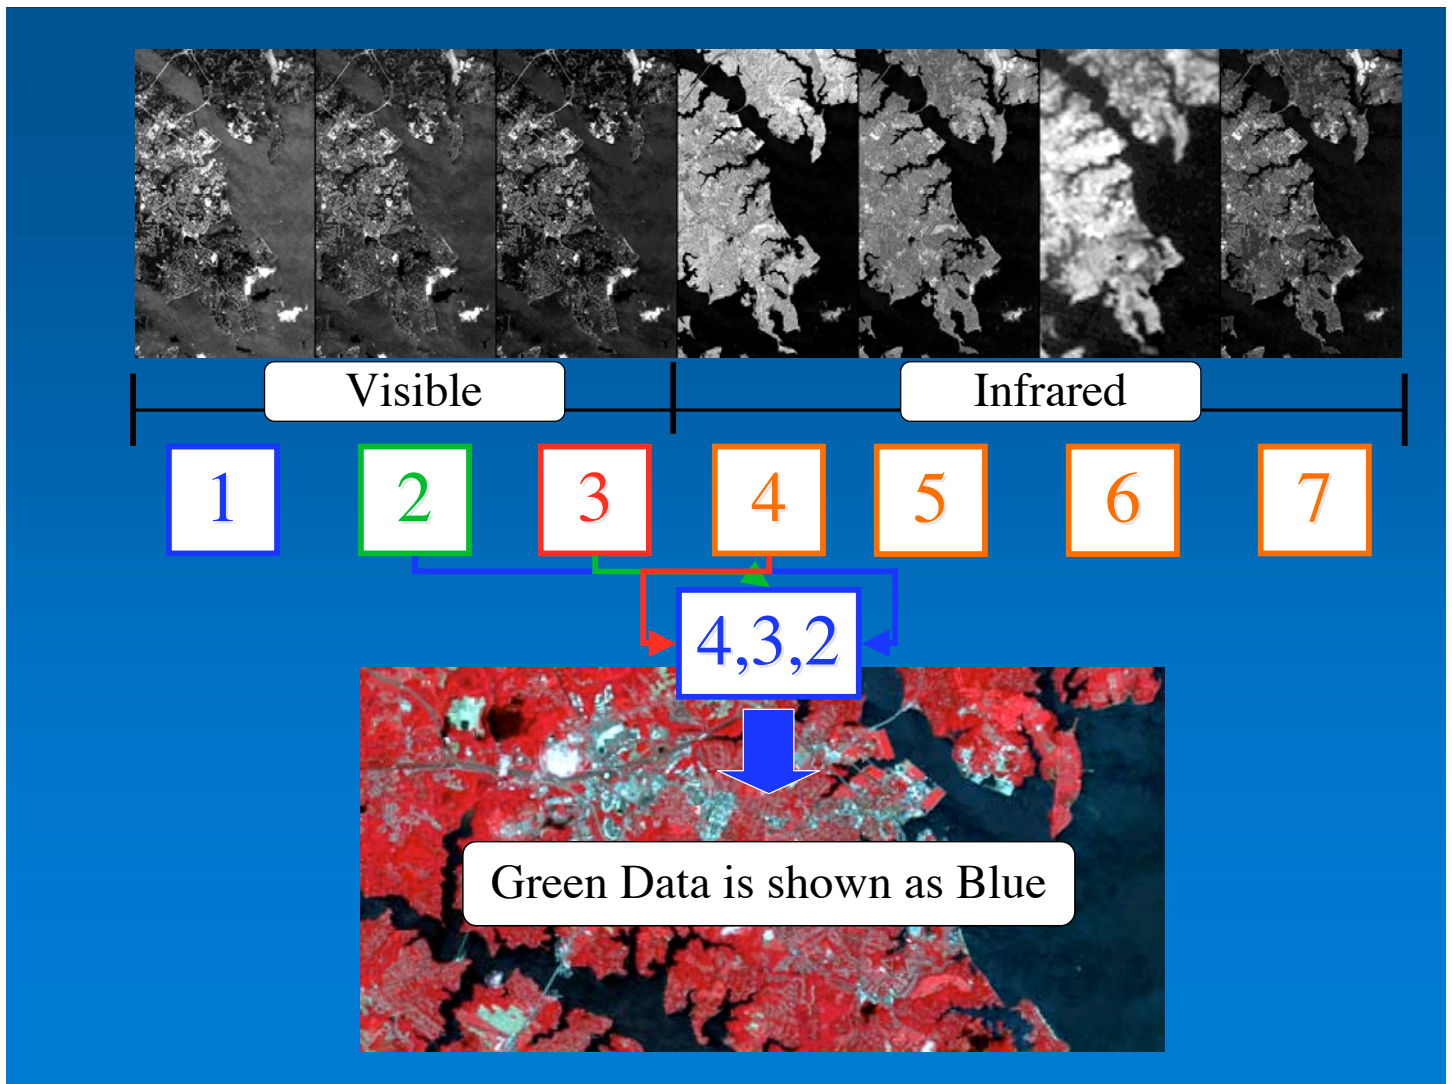 Visible
Infrared
1 2 3 4 5 6 7
4,3,2
Green Data is shown as Blue